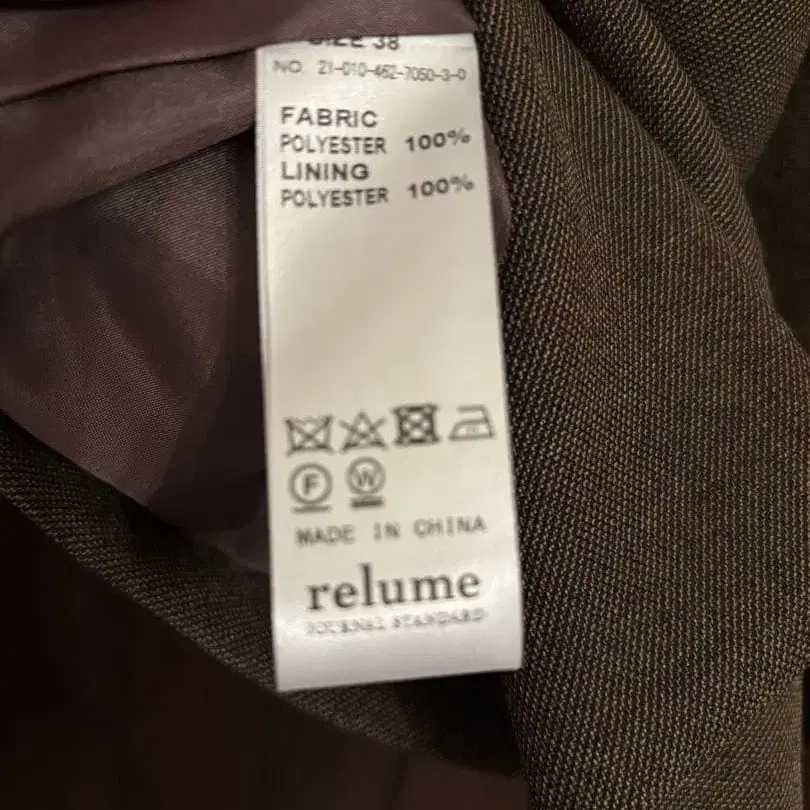 SIZE 38
NO. 21-010-462-7050-3-0
FABRIC
POLYESTER 100%
LINING
POLYESTER 100%
F W
MADE IN CHINA
relume
JOURNAL STANDARD